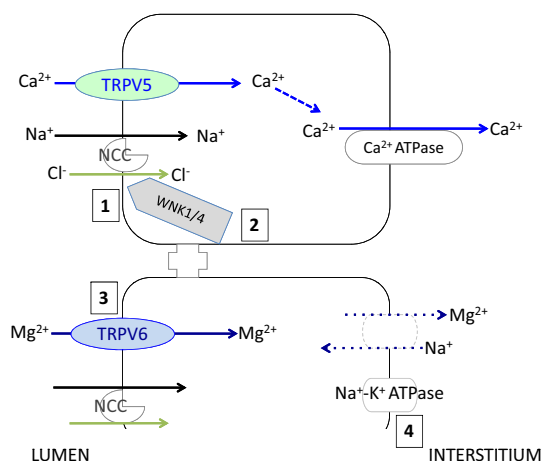 Ca²⁺ TRPV5 Ca²⁺
Na⁺ Na⁺ Ca²⁺ Ca²⁺
NCC Ca²⁺ ATPase
Cl⁻ Cl⁻
1 WNK1/4 2
3
Mg²⁺ TRPV6 Mg²⁺ Mg²⁺
Na⁺
NCC Na⁺-K⁺ ATPase
4
LUMEN INTERSTITIUM